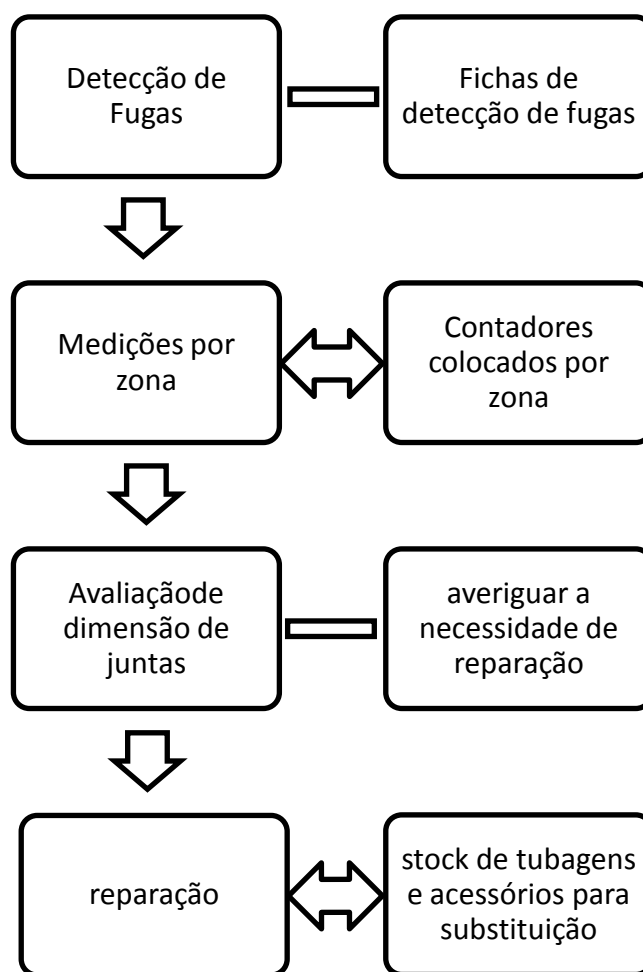 Detecção de
Fugas
Fichas de
detecção de fugas
Medições por
zona
Contadores
colocados por
zona
Avaliaçãode
dimensão de
juntas
averiguar a
necessidade de
reparação
reparação
stock de tubagens
e acessórios para
substituição